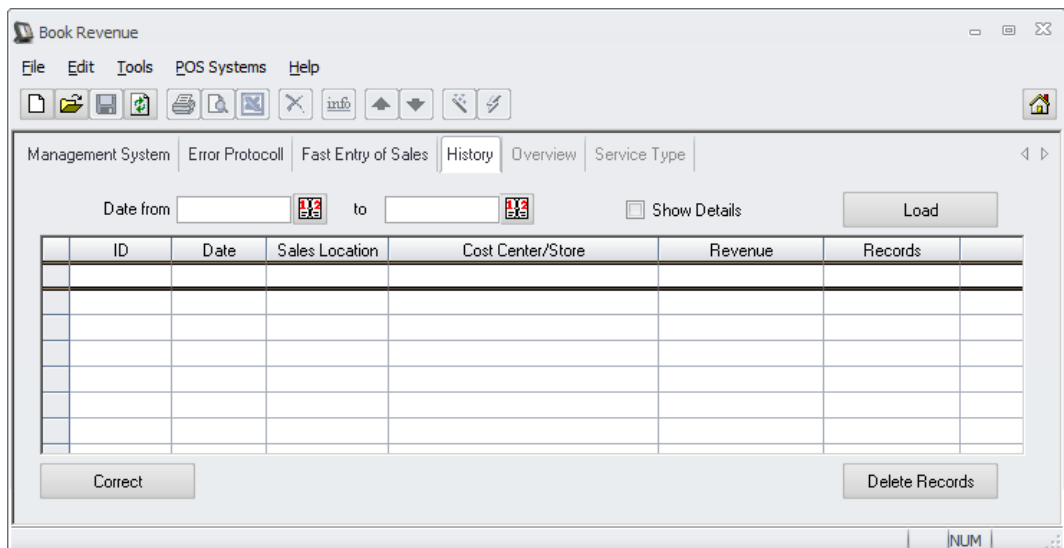 Book Revenue
File Edit Tools POS Systems Help
info
Management System Error Protocoll Fast Entry of Sales History Overview Service Type
Date from to Show Details Load
ID Date Sales Location Cost Center/Store Revenue Records
Correct Delete Records
NUM